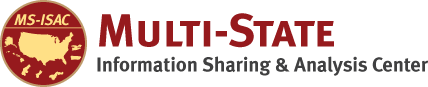 MS-ISAC
MULTI-STATE
Information Sharing & Analysis Center